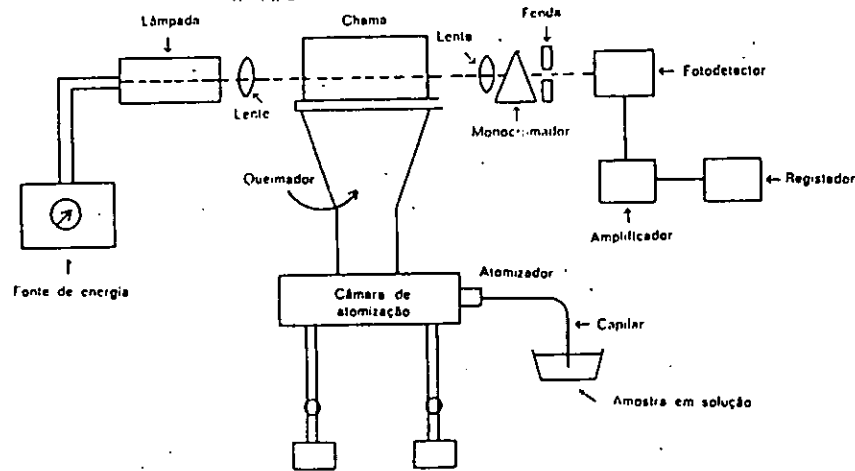 Lâmpada
Chama
Lente
Fenda
Fotodetector
Lente
Monocromador
Queimador
Registador
Amplificador
Fonte de energia
Atomizador
Câmara de
atomização
Capilar
Amostra em solução